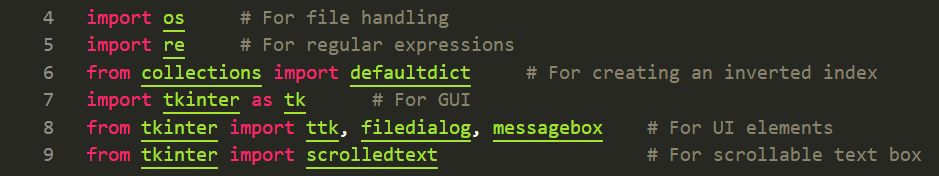 4 import os # For file handling
5 import re # For regular expressions
6 from collections import defaultdict # For creating an inverted index
7 import tkinter as tk # For GUI
8 from tkinter import ttk, filedialog, messagebox # For UI elements
9 from tkinter import scrolledtext # For scrollable text box